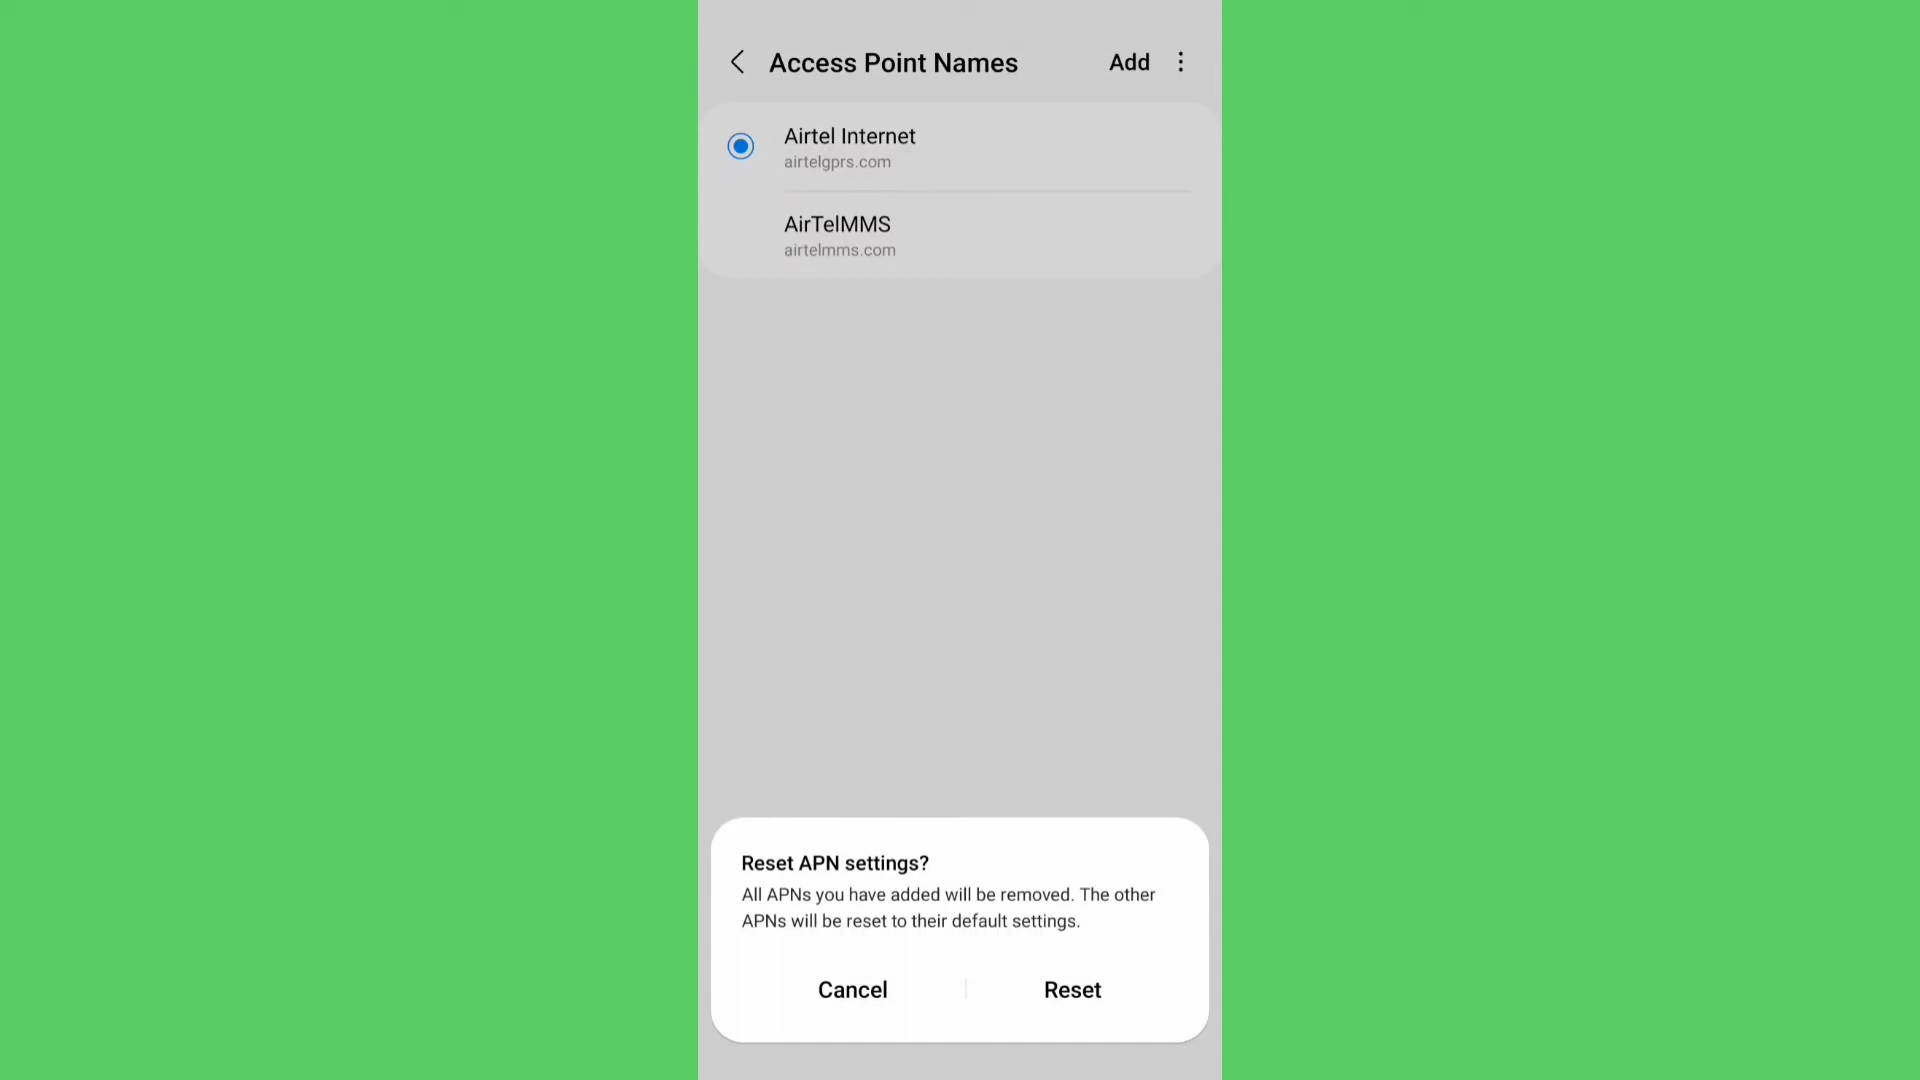 Access Point Names
Add
Airtel Internet
airtelgprs.com
AirTelMMS
airtelmms.com
Reset APN settings?
All APNs you have added will be removed. The other
APNs will be reset to their default settings.
Cancel
Reset